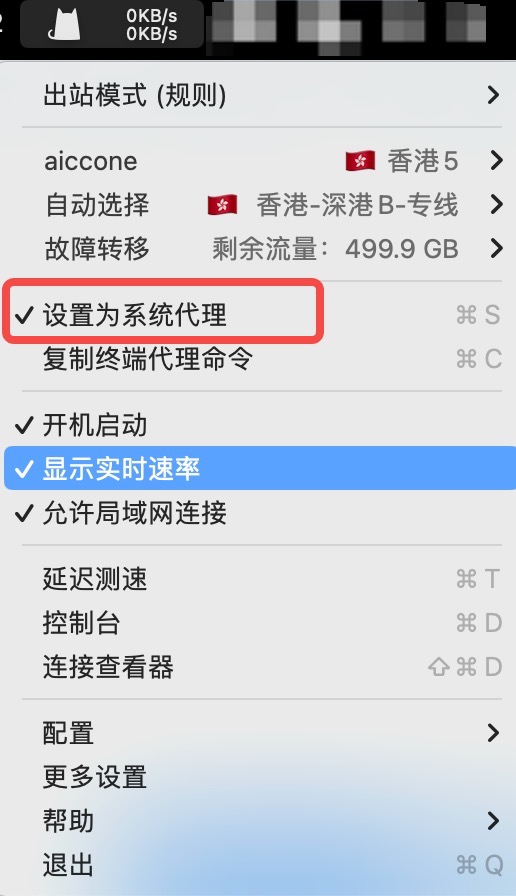 2
0KB/s
0KB/s
出站模式 (规则)
aiccone 香港5
自动选择 香港-深港B-专线
故障转移 剩余流量：499.9 GB
✓ 设置为系统代理 ⌘ S
复制终端代理命令 ⌘ C
✓ 开机启动
✓ 显示实时速率
✓ 允许局域网连接
延迟测速 ⌘ T
控制台 ⌘ D
连接查看器 ⇧ ⌘ D
配置
更多设置
帮助
退出 ⌘ Q